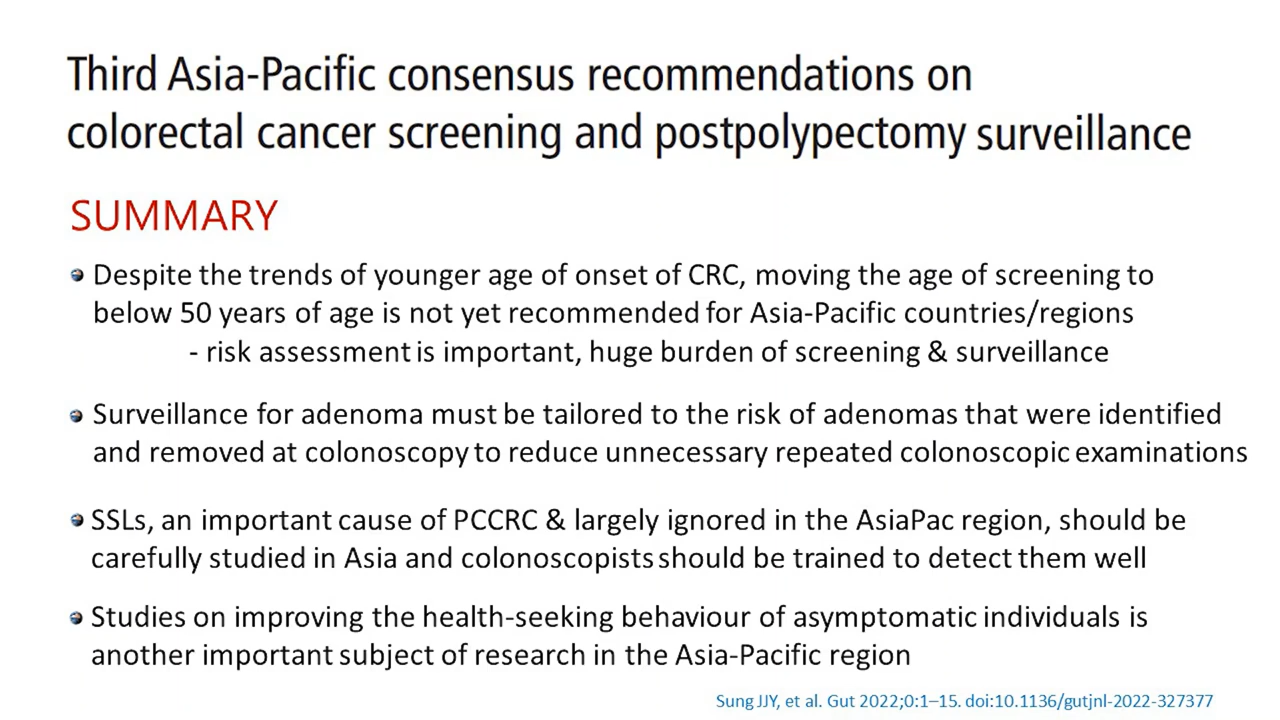 Third Asia-Pacific consensus recommendations on
colorectal cancer screening and postpolypectomy surveillance
SUMMARY
Despite the trends of younger age of onset of CRC, moving the age of screening to
below 50 years of age is not yet recommended for Asia-Pacific countries/regions
- risk assessment is important, huge burden of screening & surveillance
Surveillance for adenoma must be tailored to the risk of adenomas that were identified
and removed at colonoscopy to reduce unnecessary repeated colonoscopic examinations
SSLs, an important cause of PCCRC & largely ignored in the AsiaPac region, should be
carefully studied in Asia and colonoscopists should be trained to detect them well
Studies on improving the health-seeking behaviour of asymptomatic individuals is
another important subject of research in the Asia-Pacific region
Sung JJY, et al. Gut 2022;0:1–15. doi:10.1136/gutjnl-2022-327377